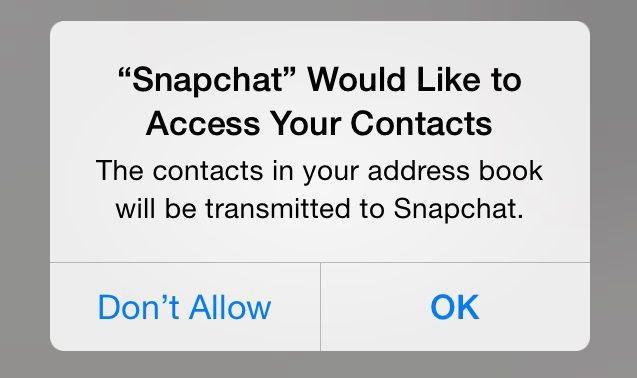 “Snapchat” Would Like to
Access Your Contacts
The contacts in your address book
will be transmitted to Snapchat.
Don’t Allow
OK